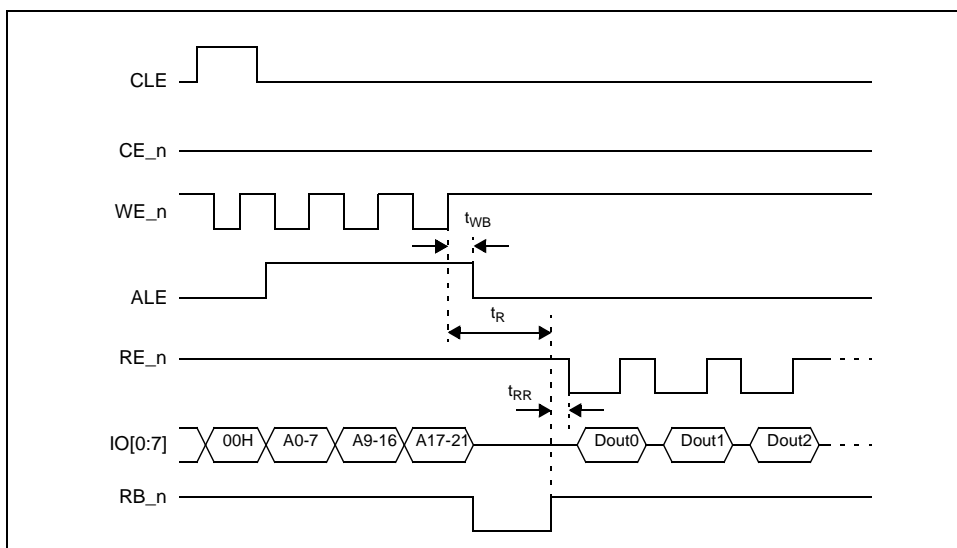 CLE
CE_n
WE_n
tWB
ALE
tR
RE_n
tRR
IO[0:7] 00H A0-7 A9-16 A17-21 Dout0 Dout1 Dout2
RB_n